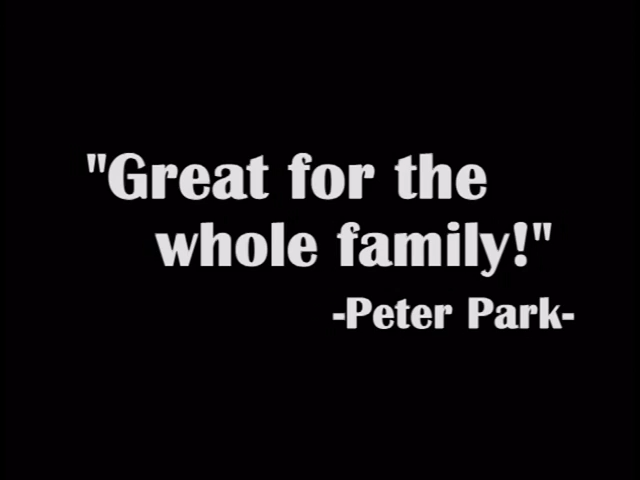 "Great for the
whole family!"
-Peter Park-